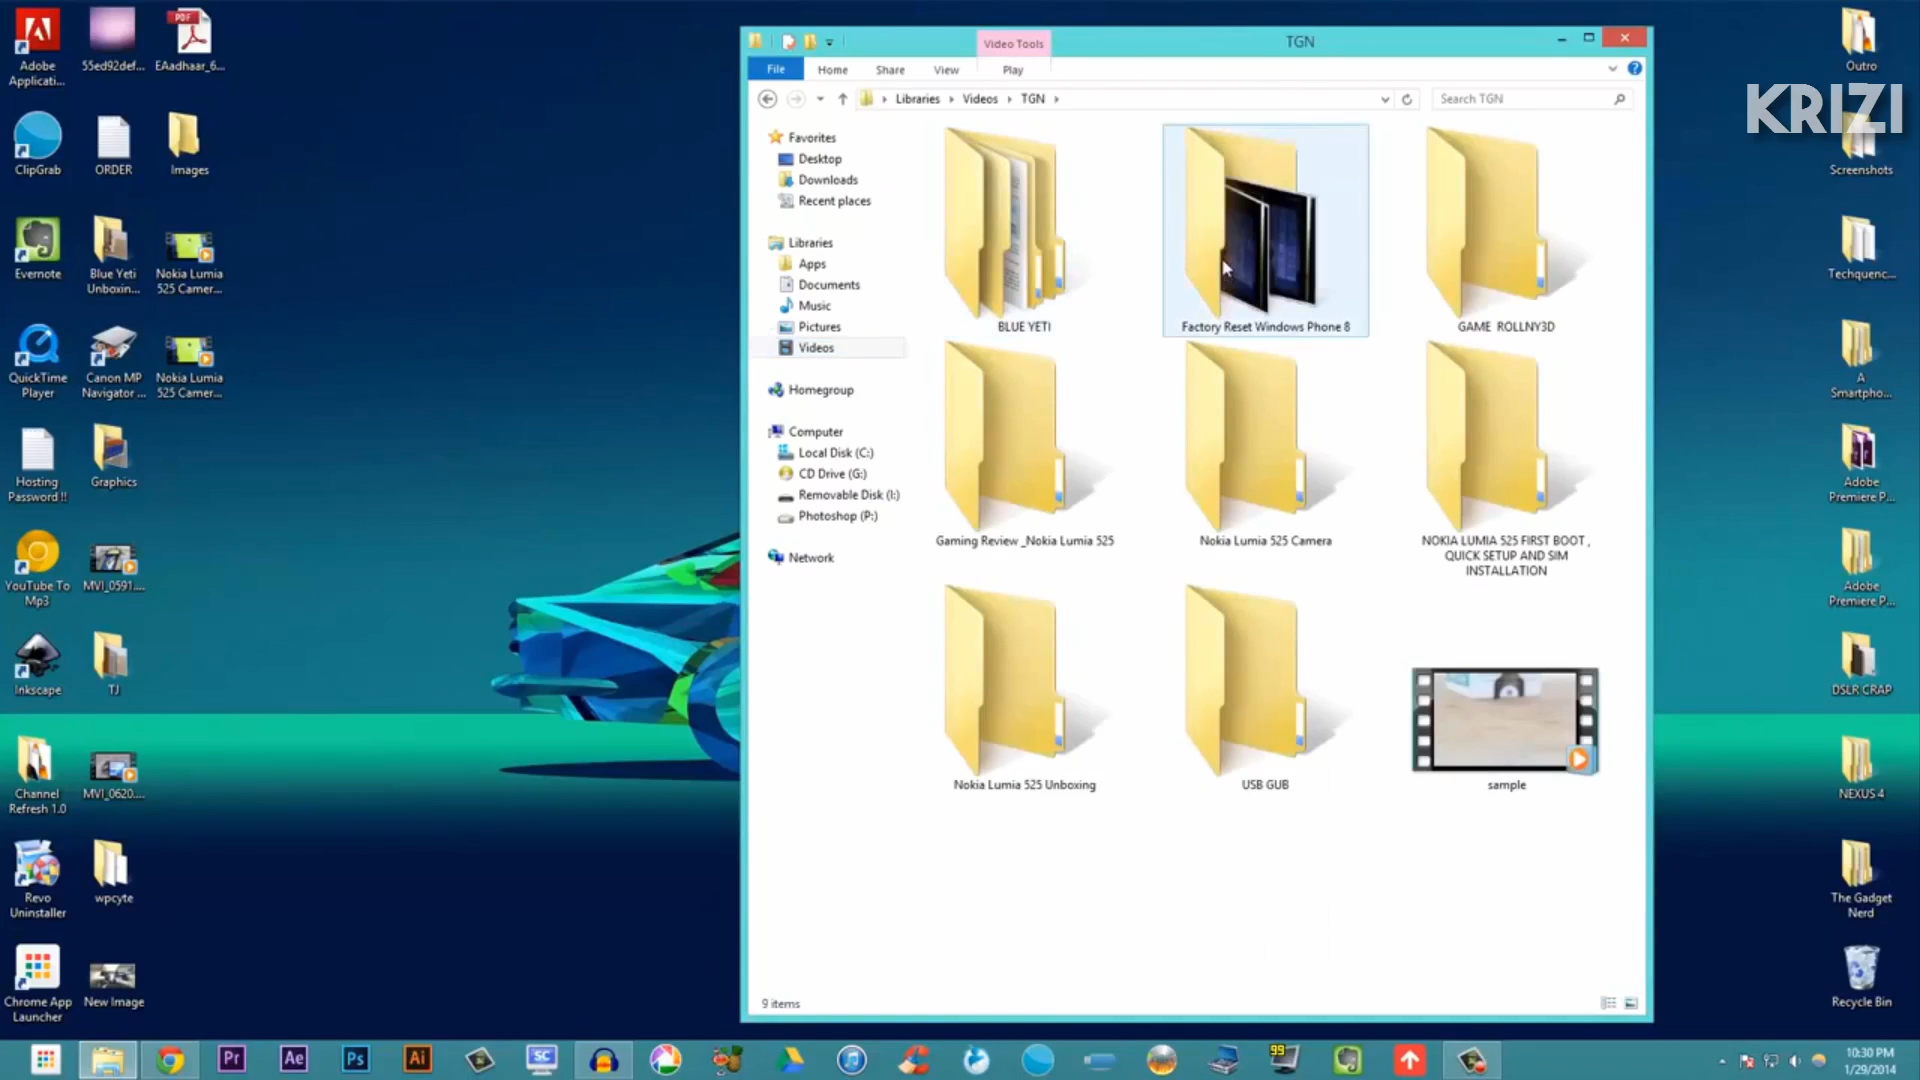 Adobe
Applicati...
55ed92def...
PDF
EAadhaar_6...
ClipGrab
ORDER
Images
Evernote
Blue Yeti
Unboxin...
Nokia Lumia
525 Camer...
QuickTime
Player
Canon MP
Navigator ...
Nokia Lumia
525 Camer...
Hosting
Password !!
Graphics
YouTube To
Mp3
MVI_0591....
Inkscape
TJ
Channel
Refresh 1.0
MVI_0620....
Revo
Uninstaller
wpcyte
Chrome App
Launcher
New Image
Video Tools
TGN
File
Home
Share
View
Play
Libraries
Videos
TGN
Search TGN
Favorites
Desktop
Downloads
Recent places
Libraries
Apps
Documents
Music
Pictures
Videos
Homegroup
Computer
Local Disk (C:)
CD Drive (G:)
Removable Disk (I:)
Photoshop (P:)
Network
BLUE YETI
Factory Reset Windows Phone 8
GAME ROLLNY3D
Gaming Review _Nokia Lumia 525
Nokia Lumia 525 Camera
NOKIA LUMIA 525 FIRST BOOT ,
QUICK SETUP AND SIM
INSTALLATION
Nokia Lumia 525 Unboxing
USB GUB
sample
9 items
Outro
KRIZI
Screenshots
Techquenc...
A
Smartpho...
Adobe
Premiere P...
Adobe
Premiere P...
DSLR CRAP
NEXUS 4
The Gadget
Nerd
Recycle Bin
Pr
Ae
Ps
Ai
SC
99
10:30 PM
1/29/2014